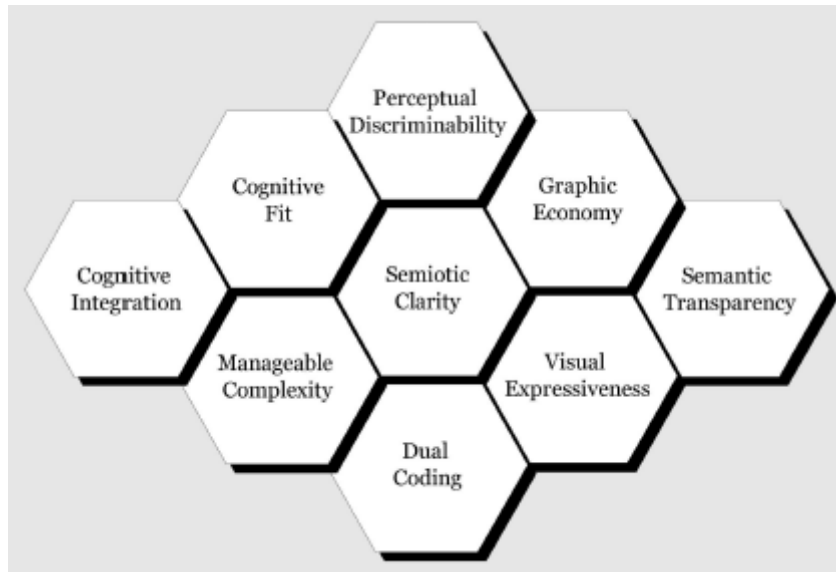 Perceptual
Discriminability
Cognitive
Fit
Graphic
Economy
Cognitive
Integration
Semiotic
Clarity
Semantic
Transparency
Manageable
Complexity
Visual
Expressiveness
Dual
Coding